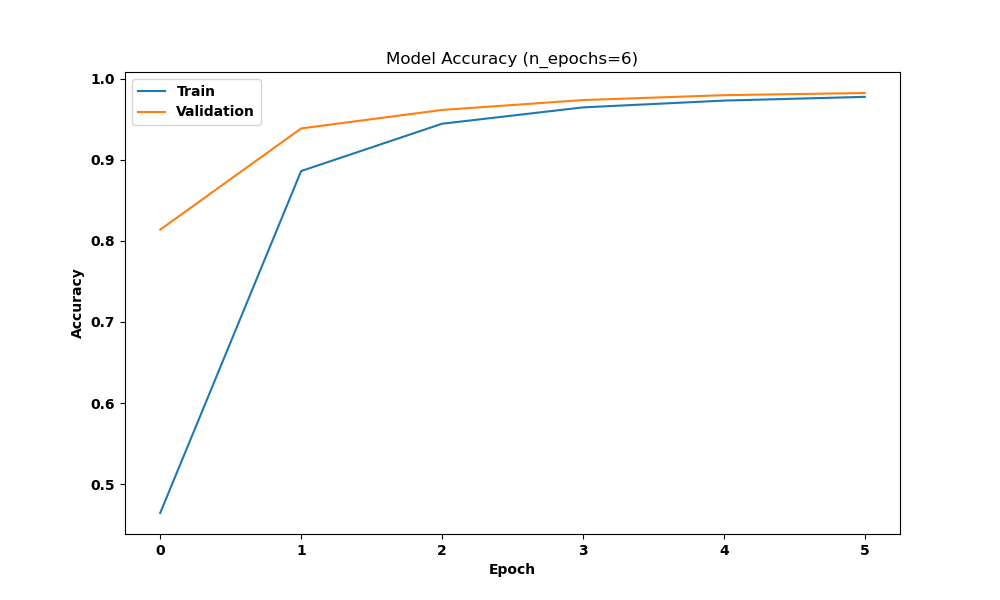 Model Accuracy (n_epochs=6)
Train
Validation
1.0
0.9
0.8
0.7
0.6
0.5
Accuracy
0 1 2 3 4 5
Epoch